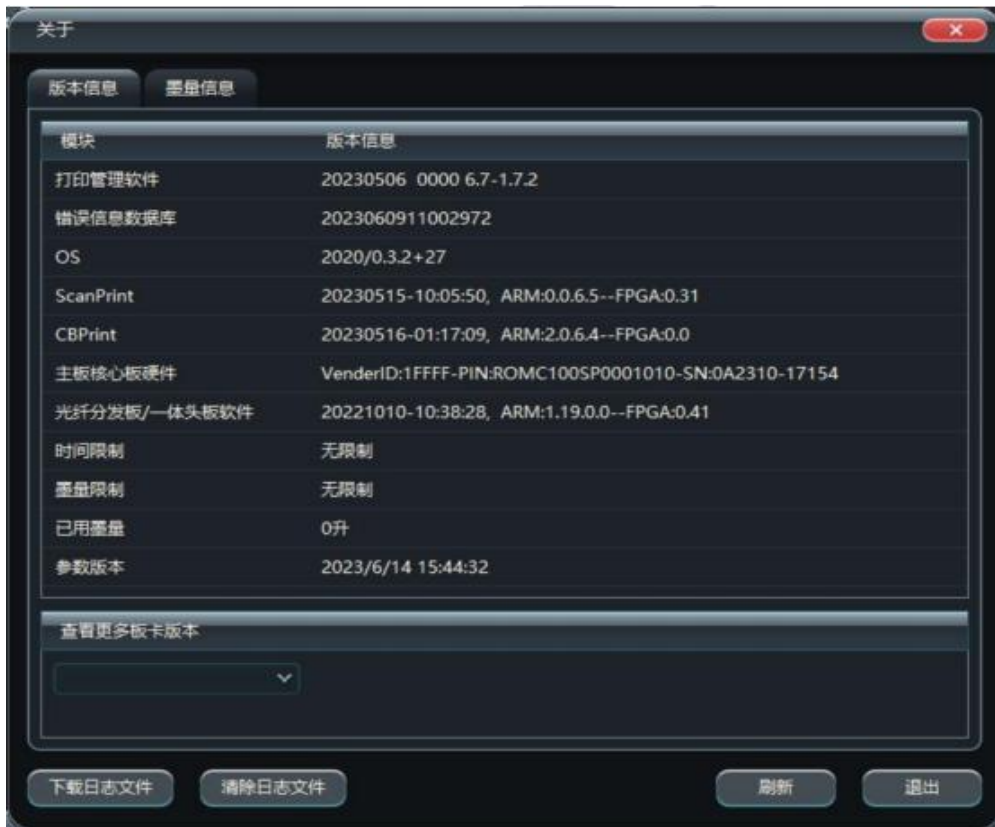 关于
版本信息 墨量信息
模块 版本信息
打印管理软件 20230506 0000 6.7-1.7.2
错误信息数据库 2023060911002972
OS 2020/0.3.2+27
ScanPrint 20230515-10:05:50, ARM:0.0.6.5--FPGA:0.31
CBPrint 20230516-01:17:09, ARM:2.0.6.4--FPGA:0.0
主板核心板硬件 VenderID:1FFFF-PIN:ROMC100SP0001010-SN:0A2310-17154
光纤分发板/一体头板软件 20221010-10:38:28, ARM:1.19.0.0--FPGA:0.41
时间限制 无限制
墨量限制 无限制
已用墨量 0升
参数版本 2023/6/14 15:44:32
查看更多板卡版本
下载日志文件 清除日志文件 刷新 退出